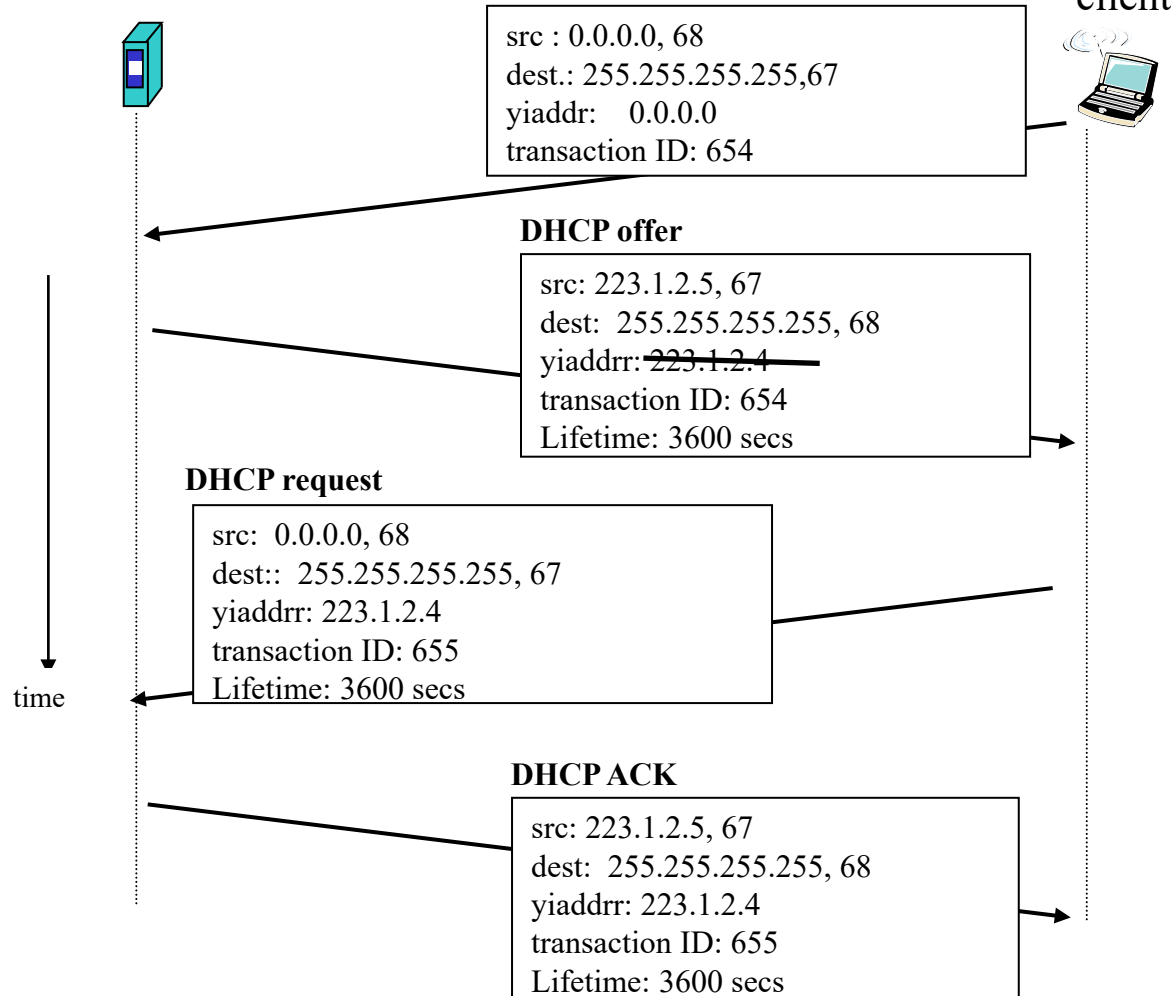 client
src : 0.0.0.0, 68
dest.: 255.255.255.255,67
yiaddr: 0.0.0.0
transaction ID: 654
DHCP offer
src: 223.1.2.5, 67
dest: 255.255.255.255, 68
yiaddrr: 223.1.2.4
transaction ID: 654
Lifetime: 3600 secs
DHCP request
src: 0.0.0.0, 68
dest:: 255.255.255.255, 67
yiaddrr: 223.1.2.4
transaction ID: 655
Lifetime: 3600 secs
time
DHCP ACK
src: 223.1.2.5, 67
dest: 255.255.255.255, 68
yiaddrr: 223.1.2.4
transaction ID: 655
Lifetime: 3600 secs